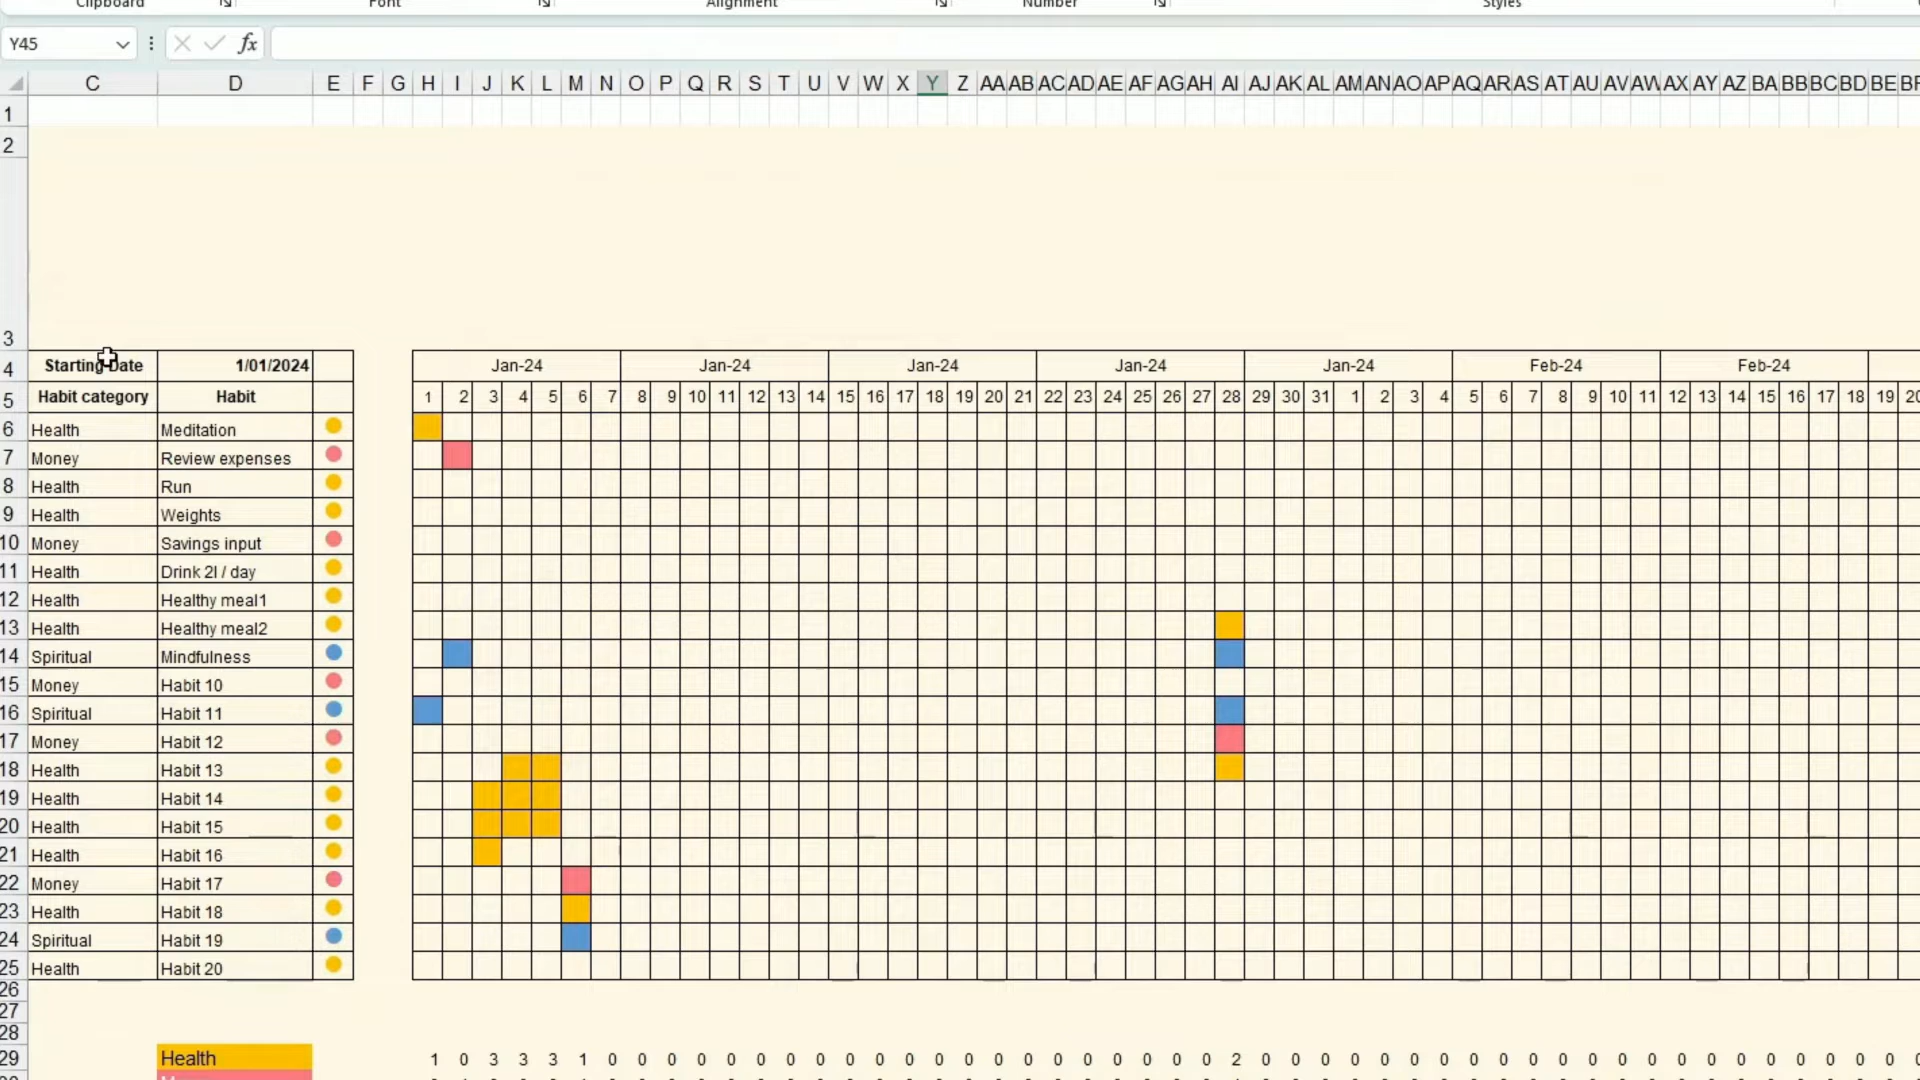 Clipboard Font Alignment Number Styles
Y45 fx
C D E F G H I J K L M N O P Q R S T U V W X Y Z AA AB AC AD AE AF AG AH AI AJ AK AL AM AN AO AP AQ AR AS AT AU AV AW AX AY AZ BA BB BC BD BE
1
2
3
4 Starting Date 1/01/2024 Jan-24 Jan-24 Jan-24 Jan-24 Jan-24 Feb-24 Feb-24
5 Habit category Habit 1 2 3 4 5 6 7 8 9 10 11 12 13 14 15 16 17 18 19 20 21 22 23 24 25 26 27 28 29 30 31 1 2 3 4 5 6 7 8 9 10 11 12 13 14 15 16 17 18 19 20
6 Health Meditation
7 Money Review expenses
8 Health Run
9 Health Weights
10 Money Savings input
11 Health Drink 2l / day
12 Health Healthy meal1
13 Health Healthy meal2
14 Spiritual Mindfulness
15 Money Habit 10
16 Spiritual Habit 11
17 Money Habit 12
18 Health Habit 13
19 Health Habit 14
20 Health Habit 15
21 Health Habit 16
22 Money Habit 17
23 Health Habit 18
24 Spiritual Habit 19
25 Health Habit 20
26
27
28
29 Health 1 0 3 3 3 1 0 0 0 0 0 0 0 0 0 0 0 0 0 0 0 0 0 0 0 0 0 2 0 0 0 0 0 0 0 0 0 0 0 0 0 0 0 0 0 0 0 0 0 0 0